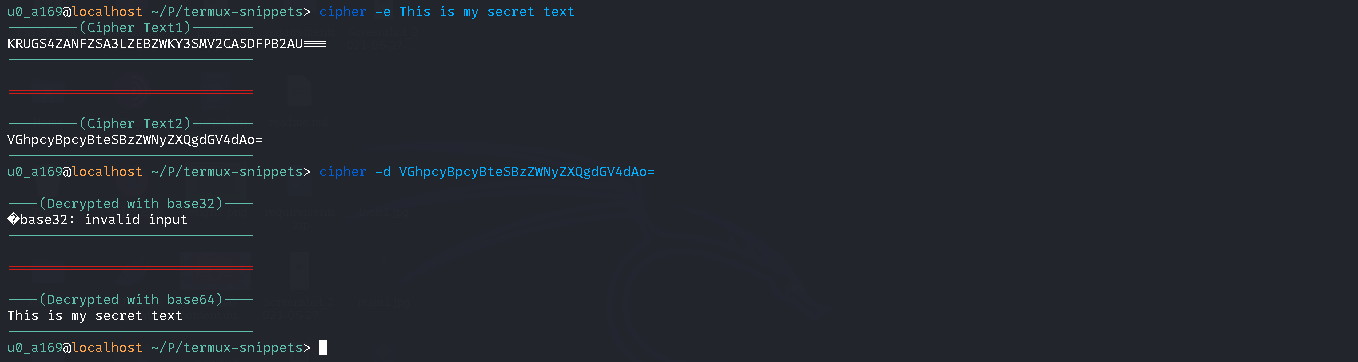 u0_a169@localhost ~/P/termux-snippets> cipher -e This is my secret text
─────────(Cipher Text1)────────
KRUGS4ZANFZSA3LZEBZWKY3SMV2CA5DFPB2AU===
───────────────────────────────
===============================
─────────(Cipher Text2)────────
VGhpcyBpcyBteSBzZWNyZXQgdGV4dAo=
───────────────────────────────
u0_a169@localhost ~/P/termux-snippets> cipher -d VGhpcyBpcyBteSBzZWNyZXQgdGV4dAo=
────(Decrypted with base32)────
�base32: invalid input
───────────────────────────────
===============================
────(Decrypted with base64)────
This is my secret text
───────────────────────────────
u0_a169@localhost ~/P/termux-snippets>